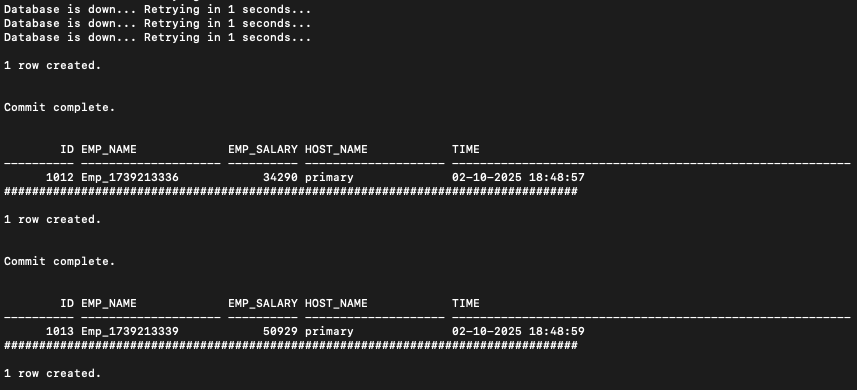 Database is down... Retrying in 1 seconds...
Database is down... Retrying in 1 seconds...
Database is down... Retrying in 1 seconds...
1 row created.
Commit complete.
ID EMP_NAME EMP_SALARY HOST_NAME TIME
---------- -------------------- ---------- -------------------- ---------------------------------------------------------
1012 Emp_1739213336 34290 primary 02-10-2025 18:48:57
##################################################################################
1 row created.
Commit complete.
ID EMP_NAME EMP_SALARY HOST_NAME TIME
---------- -------------------- ---------- -------------------- ---------------------------------------------------------
1013 Emp_1739213339 50929 primary 02-10-2025 18:48:59
##################################################################################
1 row created.